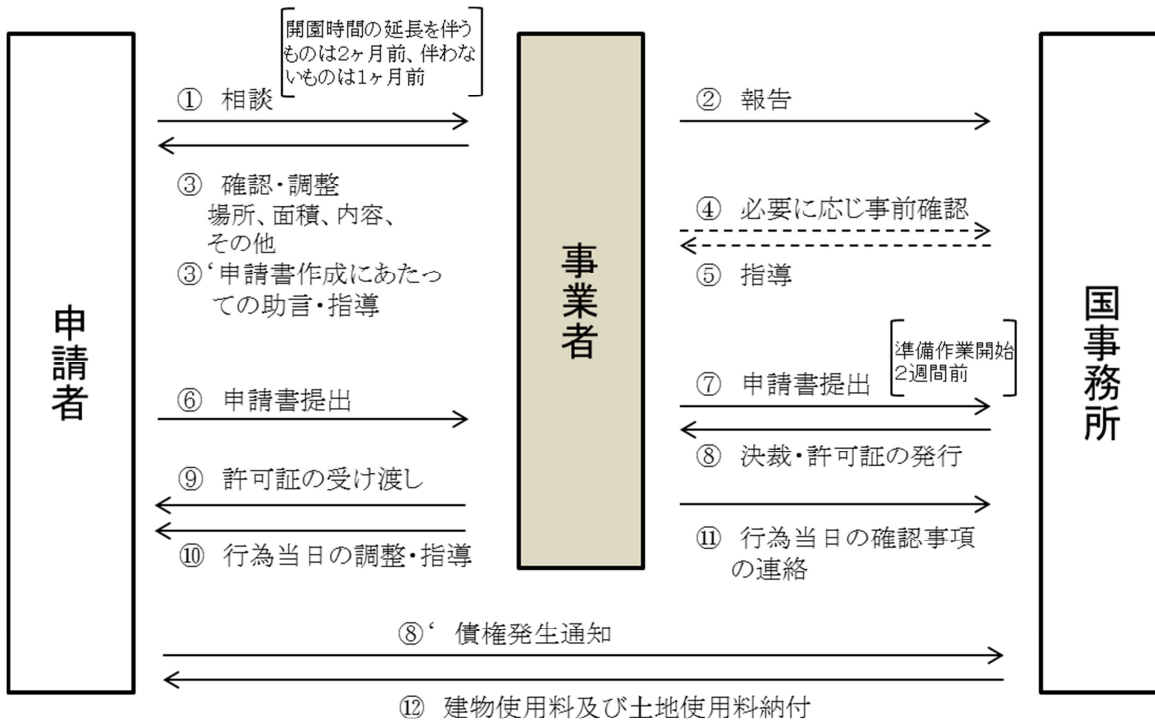 開園時間の延長を伴う
ものは2ヶ月前、伴わな
いものは1ヶ月前
① 相談
② 報告
③ 確認・調整
場所、面積、内容、
その他
③‘申請書作成にあたっ
ての助言・指導
④ 必要に応じ事前確認
⑤ 指導
申請者
事業者
国事務所
準備作業開始
2週間前
⑥ 申請書提出
⑦ 申請書提出
⑧ 決裁・許可証の発行
⑨ 許可証の受け渡し
⑩ 行為当日の調整・指導
⑪ 行為当日の確認事項
の連絡
⑧‘ 債権発生通知
⑫ 建物使用料及び土地使用料納付